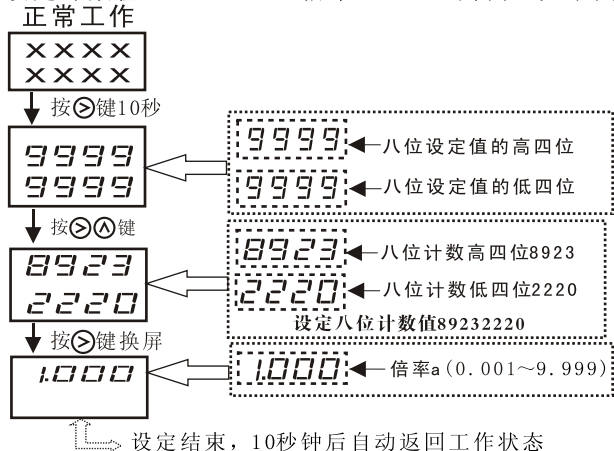 正常工作
XXXX
XXXX
按>键10秒
9999
9999
9999
八位设定值的高四位
9999
八位设定值的低四位
按>∧键
8923
2220
8923
八位计数高四位8923
2220
八位计数低四位2220
设定八位计数值89232220
按>键换屏
1.000
1.000
倍率a(0.001～9.999)
设定结束，10秒钟后自动返回工作状态